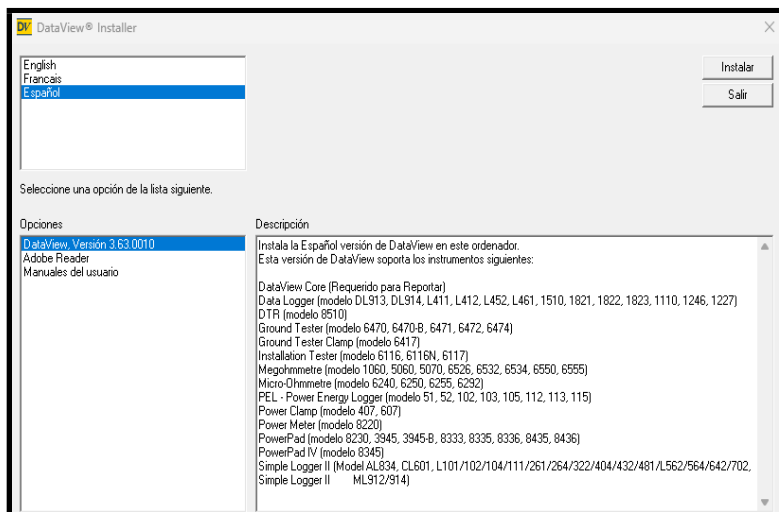 DV DataView® Installer
English
Francais
Español
Instalar
Salir
Seleccione una opción de la lista siguiente.
Opciones
DataView, Versión 3.63.0010
Adobe Reader
Manuales del usuario
Descripción
Instala la Español versión de DataView en este ordenador.
Esta versión de DataView soporta los instrumentos siguientes:
DataView Core (Requerido para Reportar)
Data Logger (modelo DL913, DL914, L411, L412, L452, L461, 1510, 1821, 1822, 1823, 1110, 1246, 1227)
DTR (modelo 8510)
Ground Tester (modelo 6470, 6470-B, 6471, 6472, 6474)
Ground Tester Clamp (modelo 6417)
Installation Tester (modelo 6116, 6116N, 6117)
Megohmmetre (modelo 1060, 5060, 5070, 6526, 6532, 6534, 6550, 6555)
Micro-Ohmmetre (modelo 6240, 6250, 6255, 6292)
PEL - Power Energy Logger (modelo 51, 52, 102, 103, 105, 112, 113, 115)
Power Clamp (modelo 407, 607)
Power Meter (modelo 8220)
PowerPad (modelo 8230, 3945, 3945-B, 8333, 8335, 8336, 8435, 8436)
PowerPad IV (modelo 8345)
Simple Logger II (Model AL834, CL601, L101/102/104/111/261/264/322/404/432/481/L562/564/642/702,
Simple Logger II ML912/914)